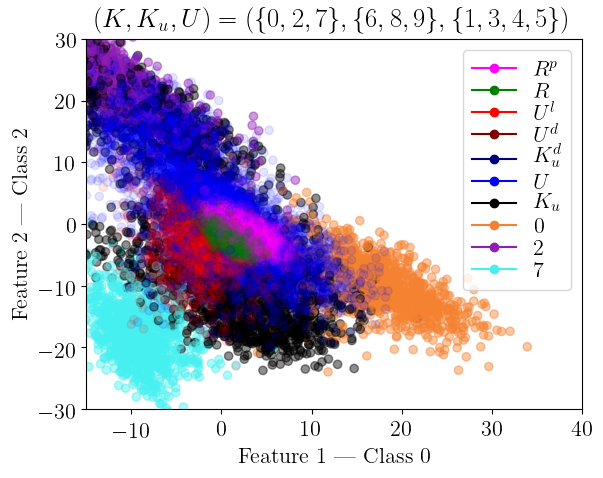 (K, K_u, U) = ({0, 2, 7}, {6, 8, 9}, {1, 3, 4, 5})
30
20
10
0
−10
−20
−30
Feature 2 — Class 2
R^p
R
U^l
U^d
K_u^d
U
K_u
0
2
7
−10
0
10
20
30
40
Feature 1 — Class 0